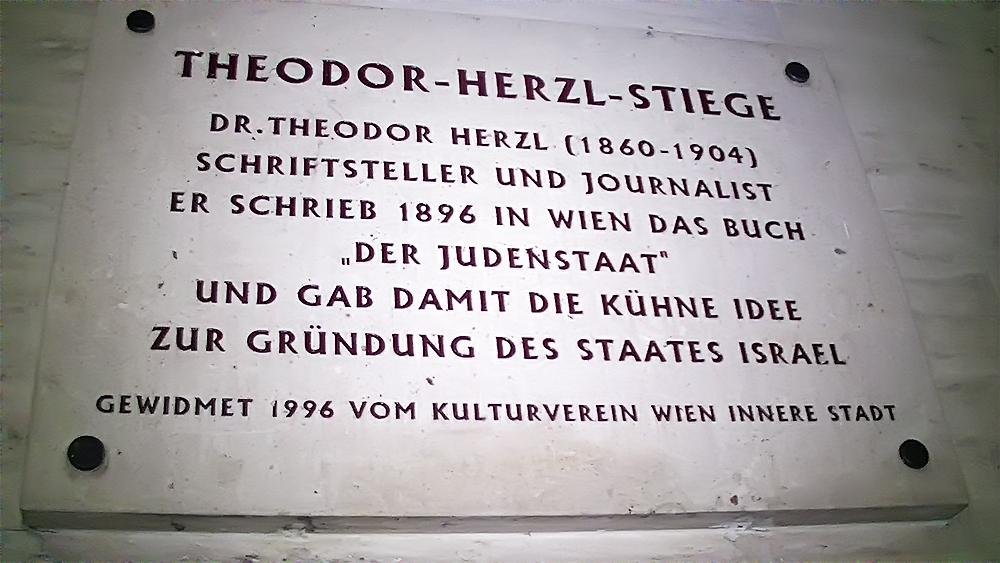 THEODOR-HERZL-STIEGE
DR.THEODOR HERZL (1860-1904)
SCHRIFTSTELLER UND JOURNALIST
ER SCHRIEB 1896 IN WIEN DAS BUCH
„DER JUDENSTAAT"
UND GAB DAMIT DIE KÜHNE IDEE
ZUR GRÜNDUNG DES STAATES ISRAEL
GEWIDMET 1996 VOM KULTURVEREIN WIEN INNERE STADT